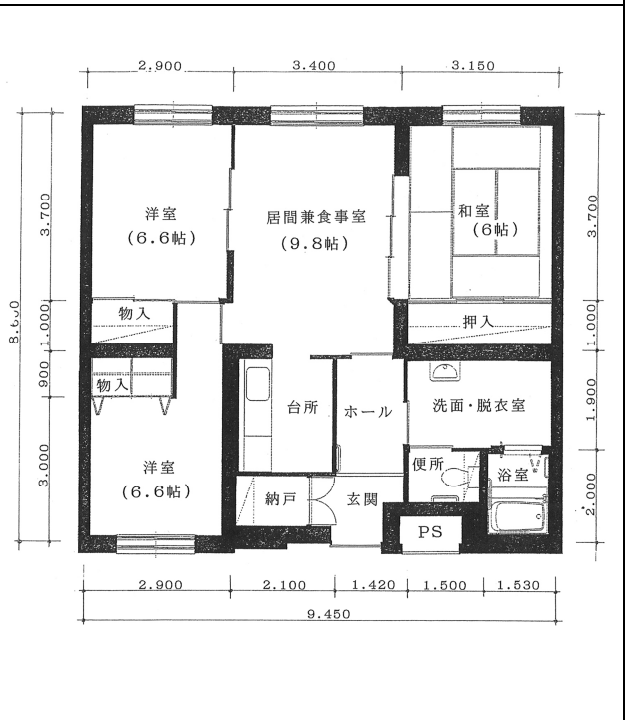 2.900
3.400
3.150
洋室
(6.6帖)
居間兼食事室
(9.8帖)
和室
(6帖)
3.700
3.700
物入
押入
1.000
1.000
物入
台所
ホール
洗面・脱衣室
900
1.900
洋室
(6.6帖)
便所
浴室
納戸
玄関
3.000
2.000
PS
2.900
2.100
1.420
1.500
1.530
9.450